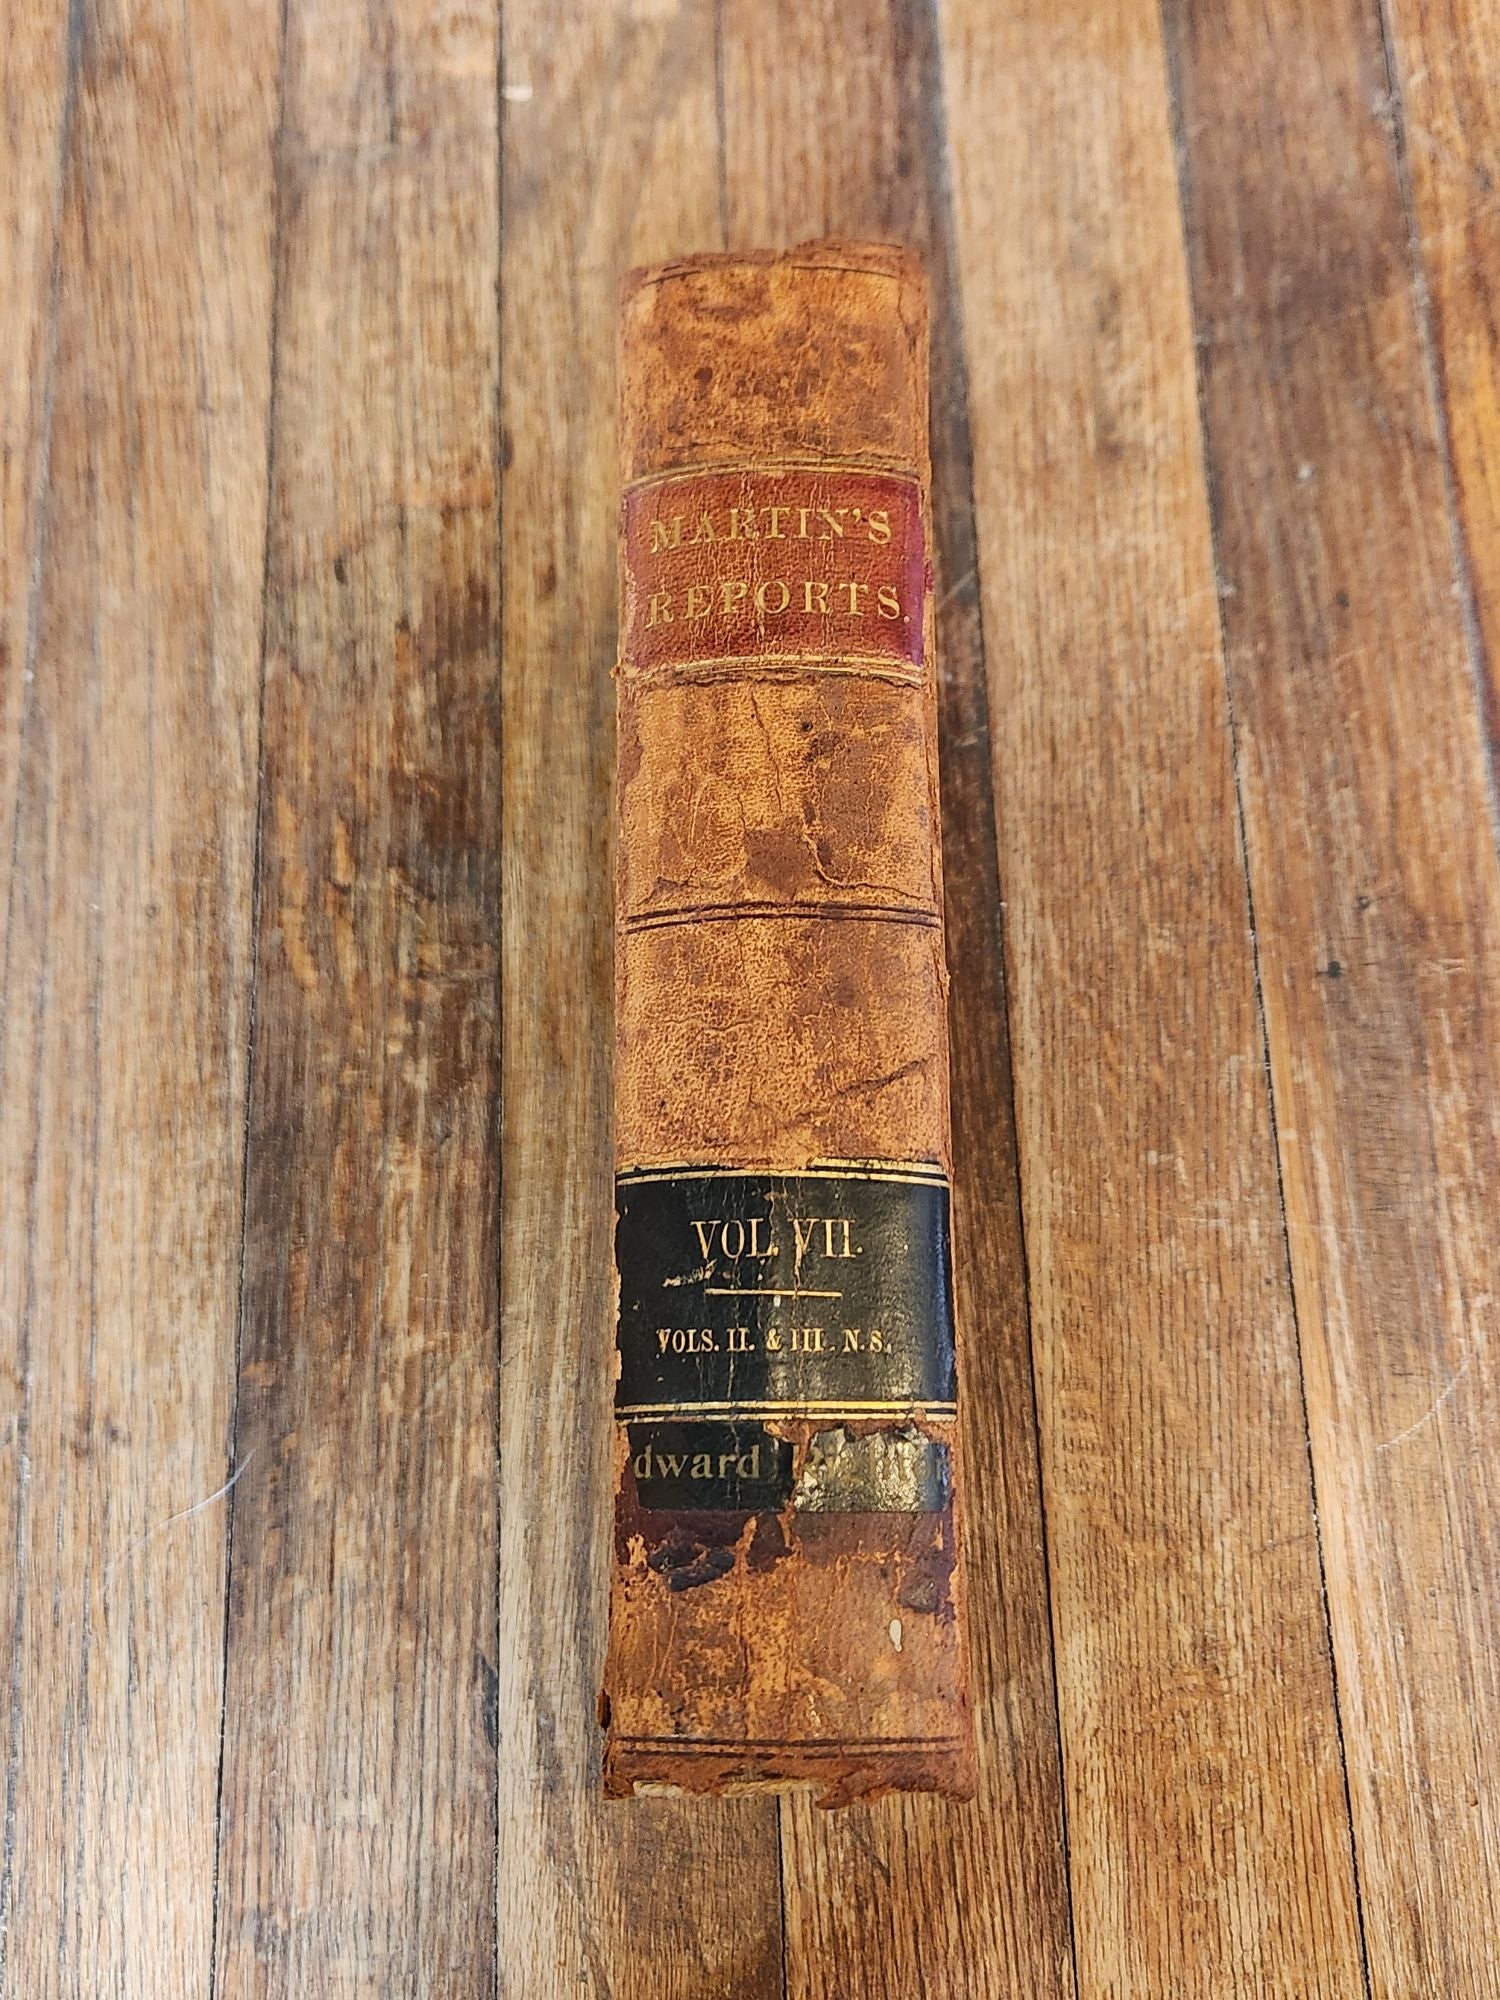 MARTIN'S
REPORTS.
VOL. VII.
VOLS. II. & III. N.S.
dward